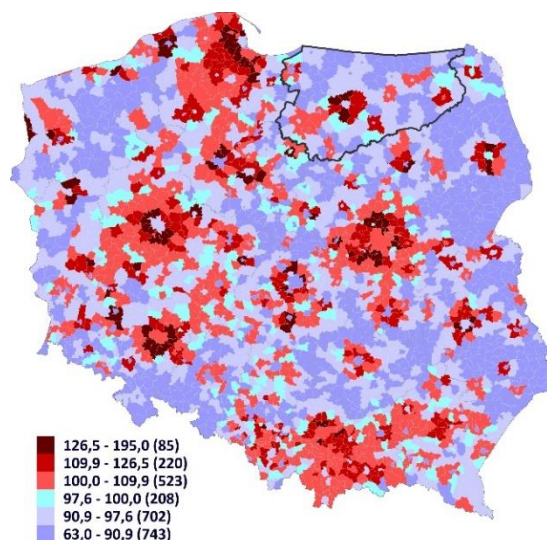 126,5 - 195,0 (85)
109,9 - 126,5 (220)
100,0 - 109,9 (523)
97,6 - 100,0 (208)
90,9 - 97,6 (702)
63,0 - 90,9 (743)